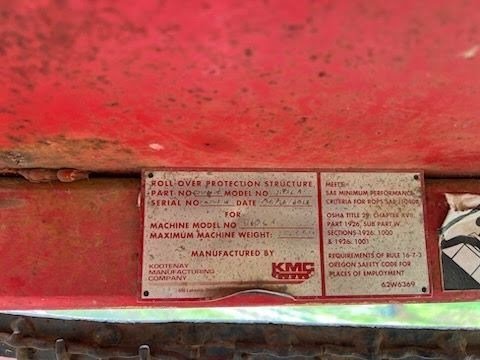 ROLL-OVER PROTECTION STRUCTURE
PART NO MODEL NO
SERIAL NO DATE
FOR
MACHINE MODEL NO
MAXIMUM MACHINE WEIGHT:
MANUFACTURED BY
KOOTENAY
MANUFACTURING
COMPANY
KMC
MEETS:
SAE MINIMUM PERFORMANCE
CRITERIA FOR ROPS SAE J1040a
OSHA TITLE 29, CHAPTER XVII
PART 1926, SUB PART W
SECTIONS 1926. 1000
& 1926. 1001
REQUIREMENTS OF RULE 16-7-3
OREGON SAFETY CODE FOR
PLACES OF EMPLOYMENT
62W6369